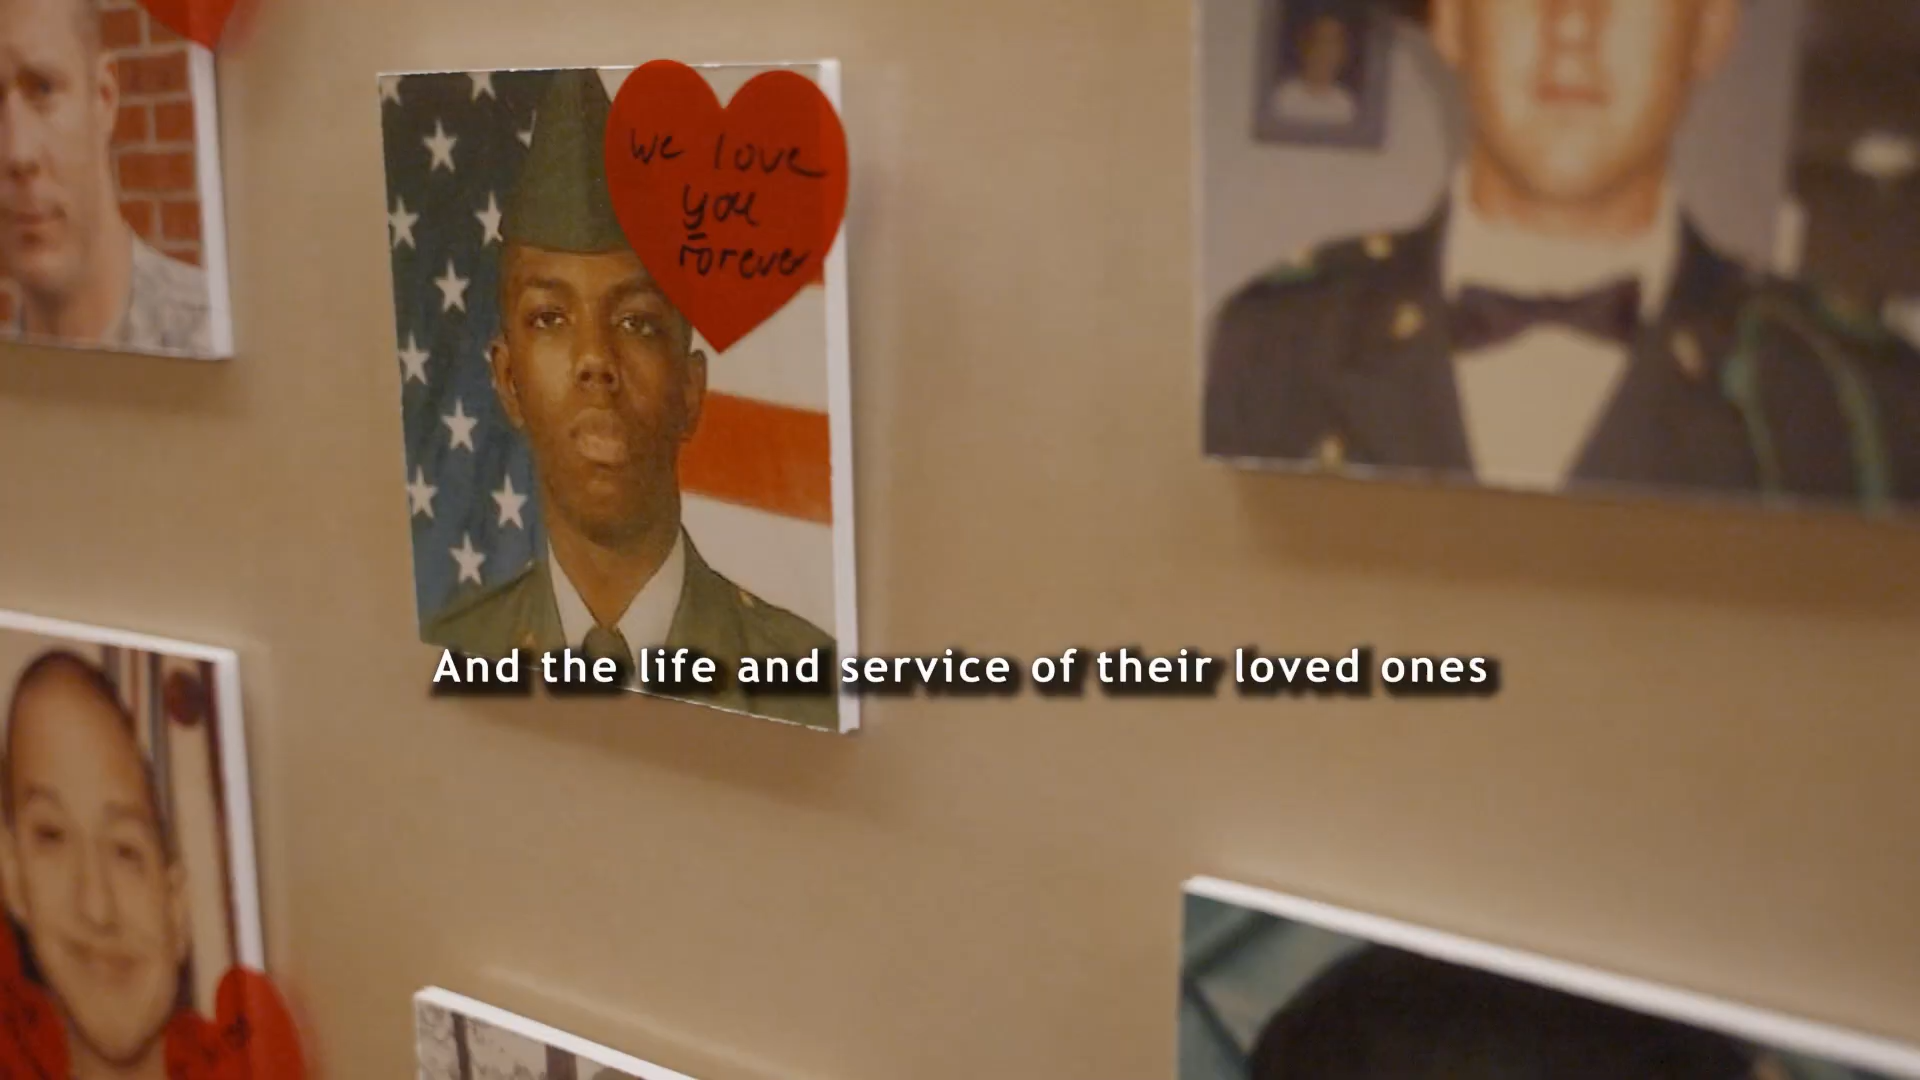 We love
you
Forever
And the life and service of their loved ones